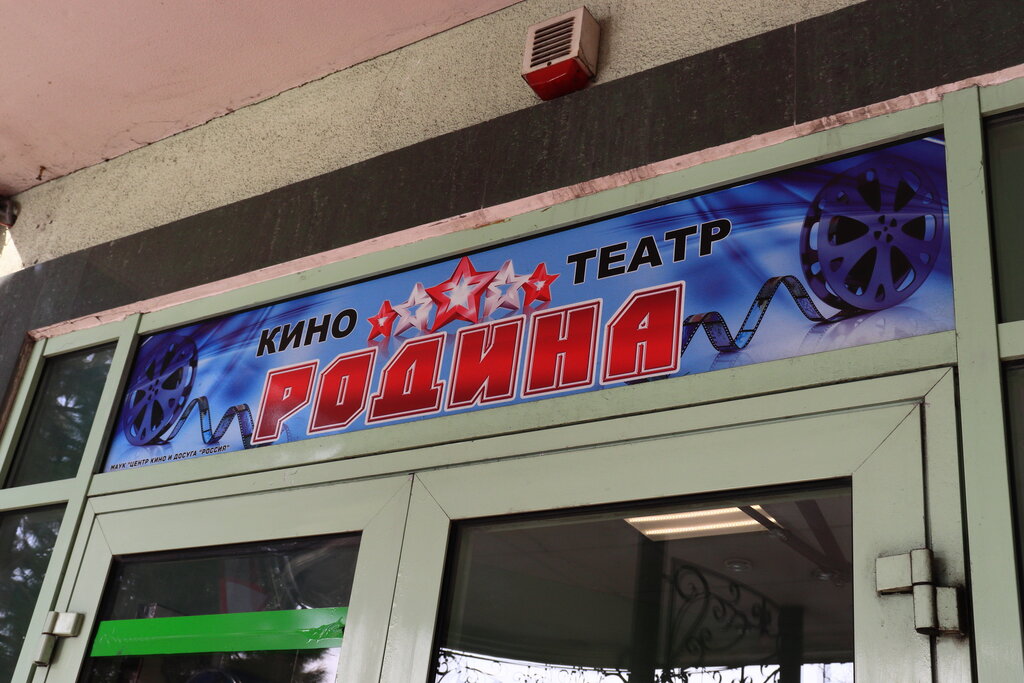 КИНО ТЕАТР
РОДИНА
МАУК "ЦЕНТР КИНО И ДОСУГА "РОССИЯ"